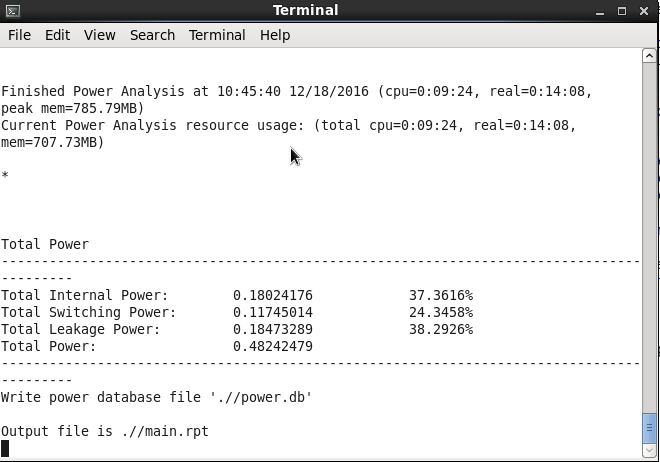 Terminal
File Edit View Search Terminal Help
Finished Power Analysis at 10:45:40 12/18/2016 (cpu=0:09:24, real=0:14:08,
peak mem=785.79MB)
Current Power Analysis resource usage: (total cpu=0:09:24, real=0:14:08,
mem=707.73MB)
*
Total Power
--------------------------------------------------------------------------------
---------
Total Internal Power:        0.18024176            37.3616%
Total Switching Power:       0.11745014            24.3458%
Total Leakage Power:         0.18473289            38.2926%
Total Power:                 0.48242479
--------------------------------------------------------------------------------
---------
Write power database file './/power.db'
Output file is .//main.rpt